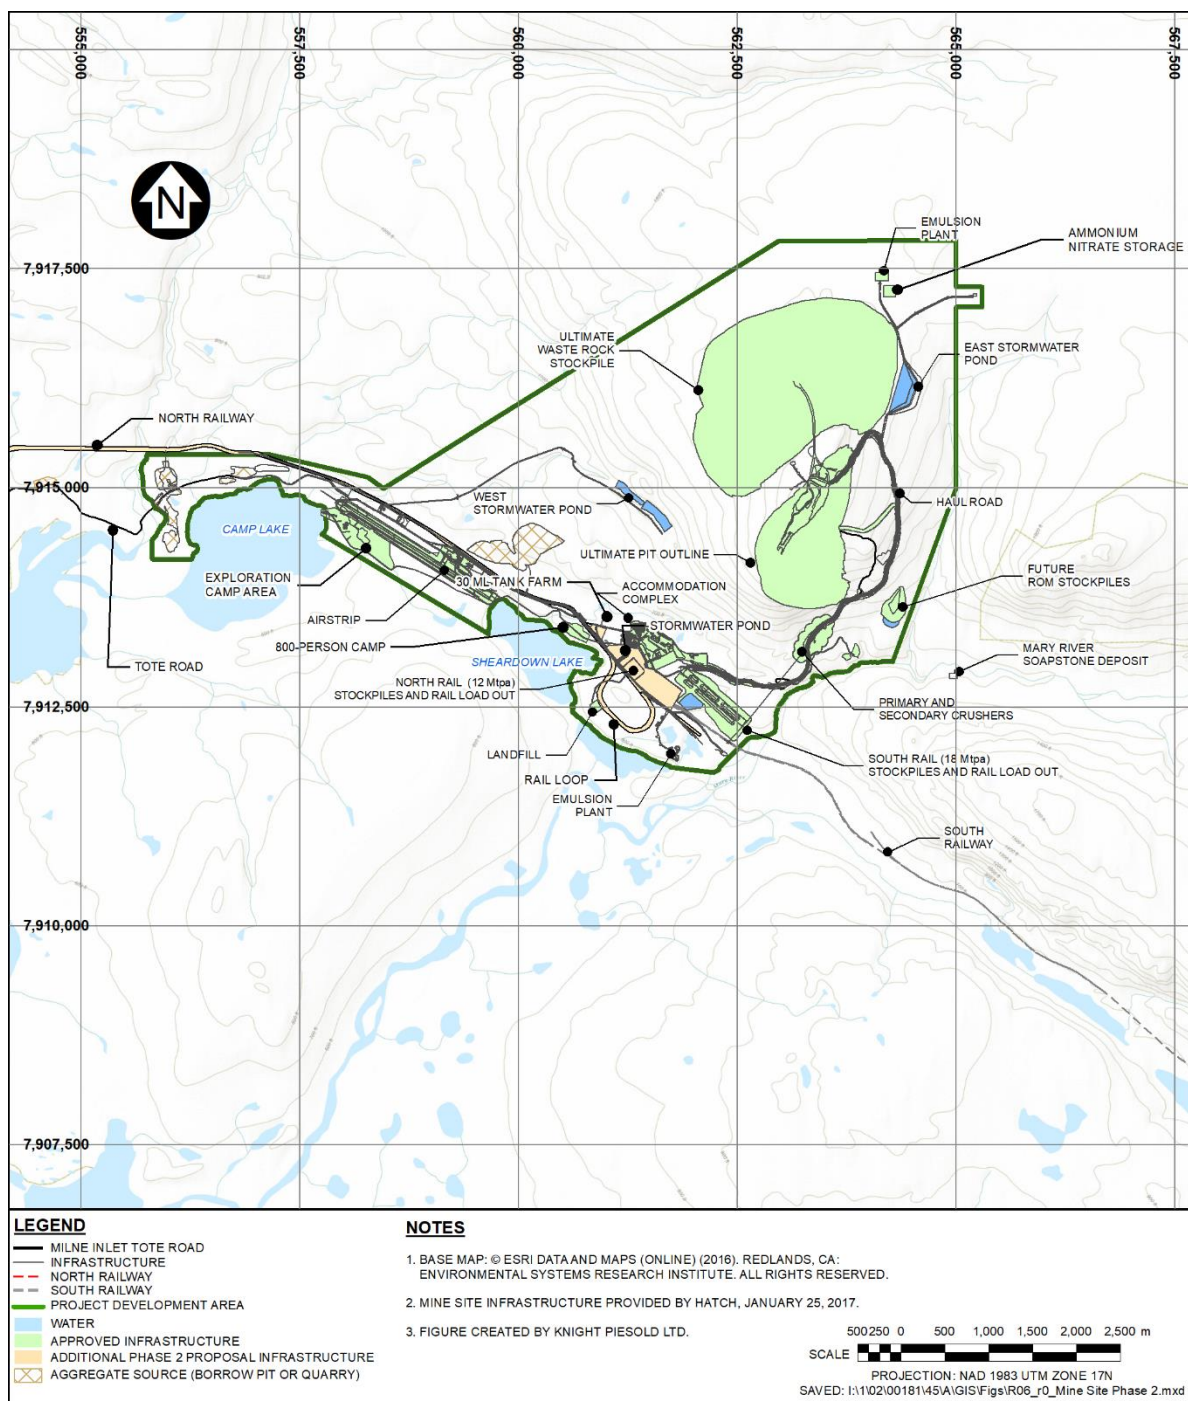 555,000
557,500
560,000
562,500
565,000
567,500
N
EMULSION
PLANT
AMMONIUM
NITRATE STORAGE
7,917,500
ULTIMATE
WASTE ROCK
STOCKPILE
EAST STORMWATER
POND
NORTH RAILWAY
7,915,000
WEST
STORMWATER POND
HAUL ROAD
CAMP LAKE
ULTIMATE PIT OUTLINE
EXPLORATION
CAMP AREA
30 ML TANK FARM
ACCOMMODATION
COMPLEX
FUTURE
ROM STOCKPILES
AIRSTRIP
STORMWATER POND
800-PERSON CAMP
TOTE ROAD
SHEARDOWN LAKE
MARY RIVER
SOAPSTONE DEPOSIT
NORTH RAIL (12 Mtpa)
STOCKPILES AND RAIL LOAD OUT
7,912,500
PRIMARY AND
SECONDARY CRUSHERS
LANDFILL
SOUTH RAIL (18 Mtpa)
STOCKPILES AND RAIL LOAD OUT
RAIL LOOP
EMULSION
PLANT
SOUTH
RAILWAY
7,910,000
7,907,500
LEGEND
MILNE INLET TOTE ROAD
INFRASTRUCTURE
NORTH RAILWAY
SOUTH RAILWAY
PROJECT DEVELOPMENT AREA
WATER
APPROVED INFRASTRUCTURE
ADDITIONAL PHASE 2 PROPOSAL INFRASTRUCTURE
AGGREGATE SOURCE (BORROW PIT OR QUARRY)
NOTES
1. BASE MAP: © ESRI DATA AND MAPS (ONLINE) (2016). REDLANDS, CA:
ENVIRONMENTAL SYSTEMS RESEARCH INSTITUTE. ALL RIGHTS RESERVED.
2. MINE SITE INFRASTRUCTURE PROVIDED BY HATCH, JANUARY 25, 2017.
3. FIGURE CREATED BY KNIGHT PIESOLD LTD.
500 250 0 500 1,000 1,500 2,000 2,500 m
SCALE
PROJECTION: NAD 1983 UTM ZONE 17N
SAVED: I:\1\02\00181\45\A\GIS\Figs\R06_r0_Mine Site Phase 2.mxd